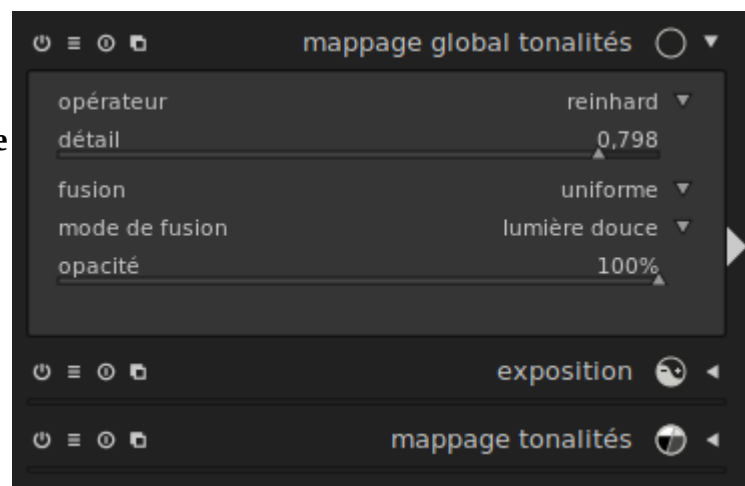 mappage global tonalités
opérateur reinhard
e
détail 0,798
fusion uniforme
mode de fusion lumière douce
opacité 100%
exposition
mappage tonalités